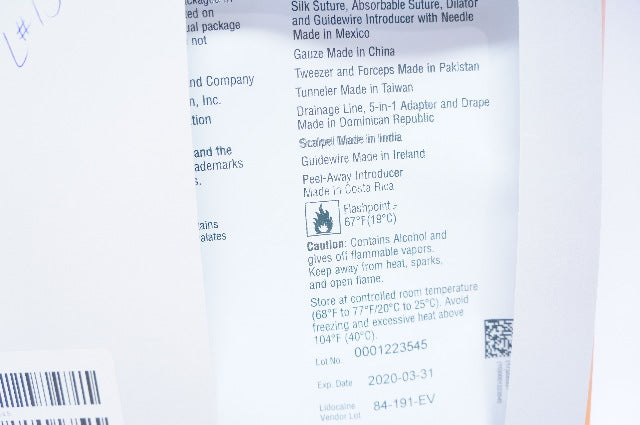 ed on
ual package
not
nd Company
n, Inc.
tion
and the
ademarks
s.
ains
alates
Silk Suture, Absorbable Suture, Dilator
and Guidewire Introducer with Needle
Made in Mexico
Gauze Made in China
Tweezer and Forceps Made in Pakistan
Tunneler Made in Taiwan
Drainage Line, 5-in-1 Adapter and Drape
Made in Dominican Republic
Scalpel Made in India
Guidewire Made in Ireland
Peel-Away Introducer
Made in Costa Rica
Flashpoint =
67°F(19°C)
Caution: Contains Alcohol and
gives off flammable vapors.
Keep away from heat, sparks,
and open flame.
Store at controlled room temperature
(68°F to 77°F/20°C to 25°C). Avoid
freezing and excessive heat above
104°F (40°C).
Lot No. 0001223545
Exp. Date 2020-03-31
Lidocaine
Vendor Lot 84-191-EV